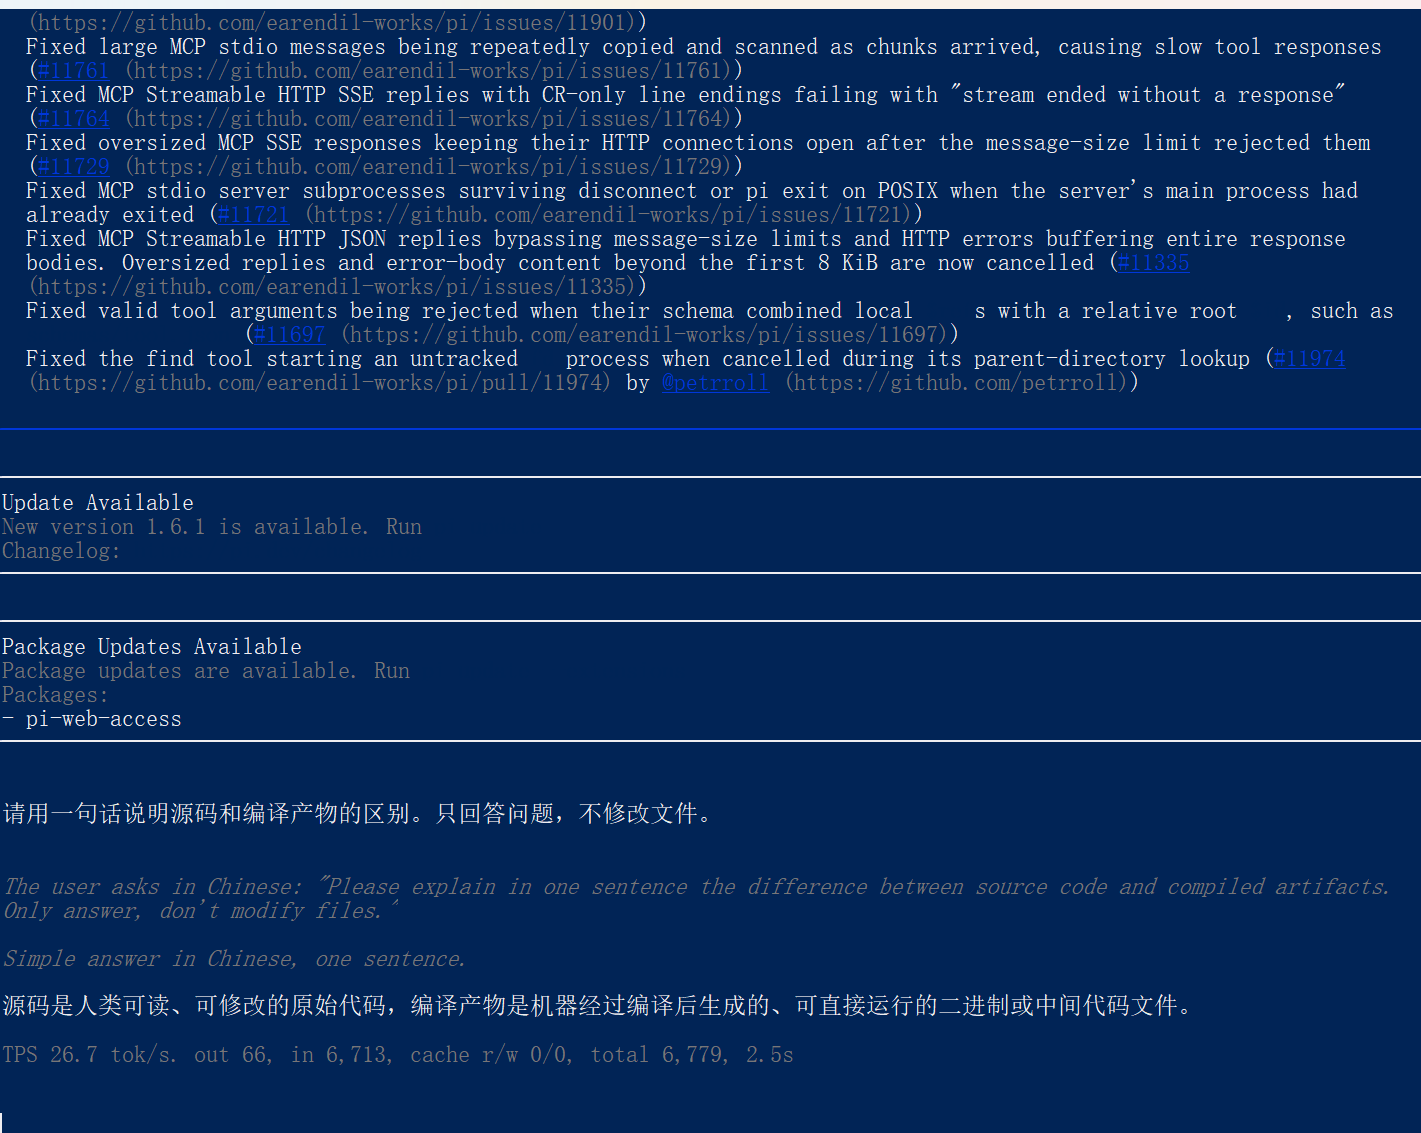 (https://github.com/earendil-works/pi/issues/11901))
Fixed large MCP stdio messages being repeatedly copied and scanned as chunks arrived, causing slow tool responses
(#11761 (https://github.com/earendil-works/pi/issues/11761))
Fixed MCP Streamable HTTP SSE replies with CR-only line endings failing with "stream ended without a response"
(#11764 (https://github.com/earendil-works/pi/issues/11764))
Fixed oversized MCP SSE responses keeping their HTTP connections open after the message-size limit rejected them
(#11729 (https://github.com/earendil-works/pi/issues/11729))
Fixed MCP stdio server subprocesses surviving disconnect or pi exit on POSIX when the server's main process had
already exited (#11721 (https://github.com/earendil-works/pi/issues/11721))
Fixed MCP Streamable HTTP JSON replies bypassing message-size limits and HTTP errors buffering entire response
bodies. Oversized replies and error-body content beyond the first 8 KiB are now cancelled (#11335
(https://github.com/earendil-works/pi/issues/11335))
Fixed valid tool arguments being rejected when their schema combined local s with a relative root , such as
(#11697 (https://github.com/earendil-works/pi/issues/11697))
Fixed the find tool starting an untracked process when cancelled during its parent-directory lookup (#11974
(https://github.com/earendil-works/pi/pull/11974) by @petrroll (https://github.com/petrroll))
Update Available
New version 1.6.1 is available. Run
Changelog:
Package Updates Available
Package updates are available. Run
Packages:
- pi-web-access
请用一句话说明源码和编译产物的区别。只回答问题，不修改文件。
The user asks in Chinese: "Please explain in one sentence the difference between source code and compiled artifacts.
Only answer, don't modify files."
Simple answer in Chinese, one sentence.
源码是人类可读、可修改的原始代码，编译产物是机器经过编译后生成的、可直接运行的二进制或中间代码文件。
TPS 26.7 tok/s. out 66, in 6,713, cache r/w 0/0, total 6,779, 2.5s